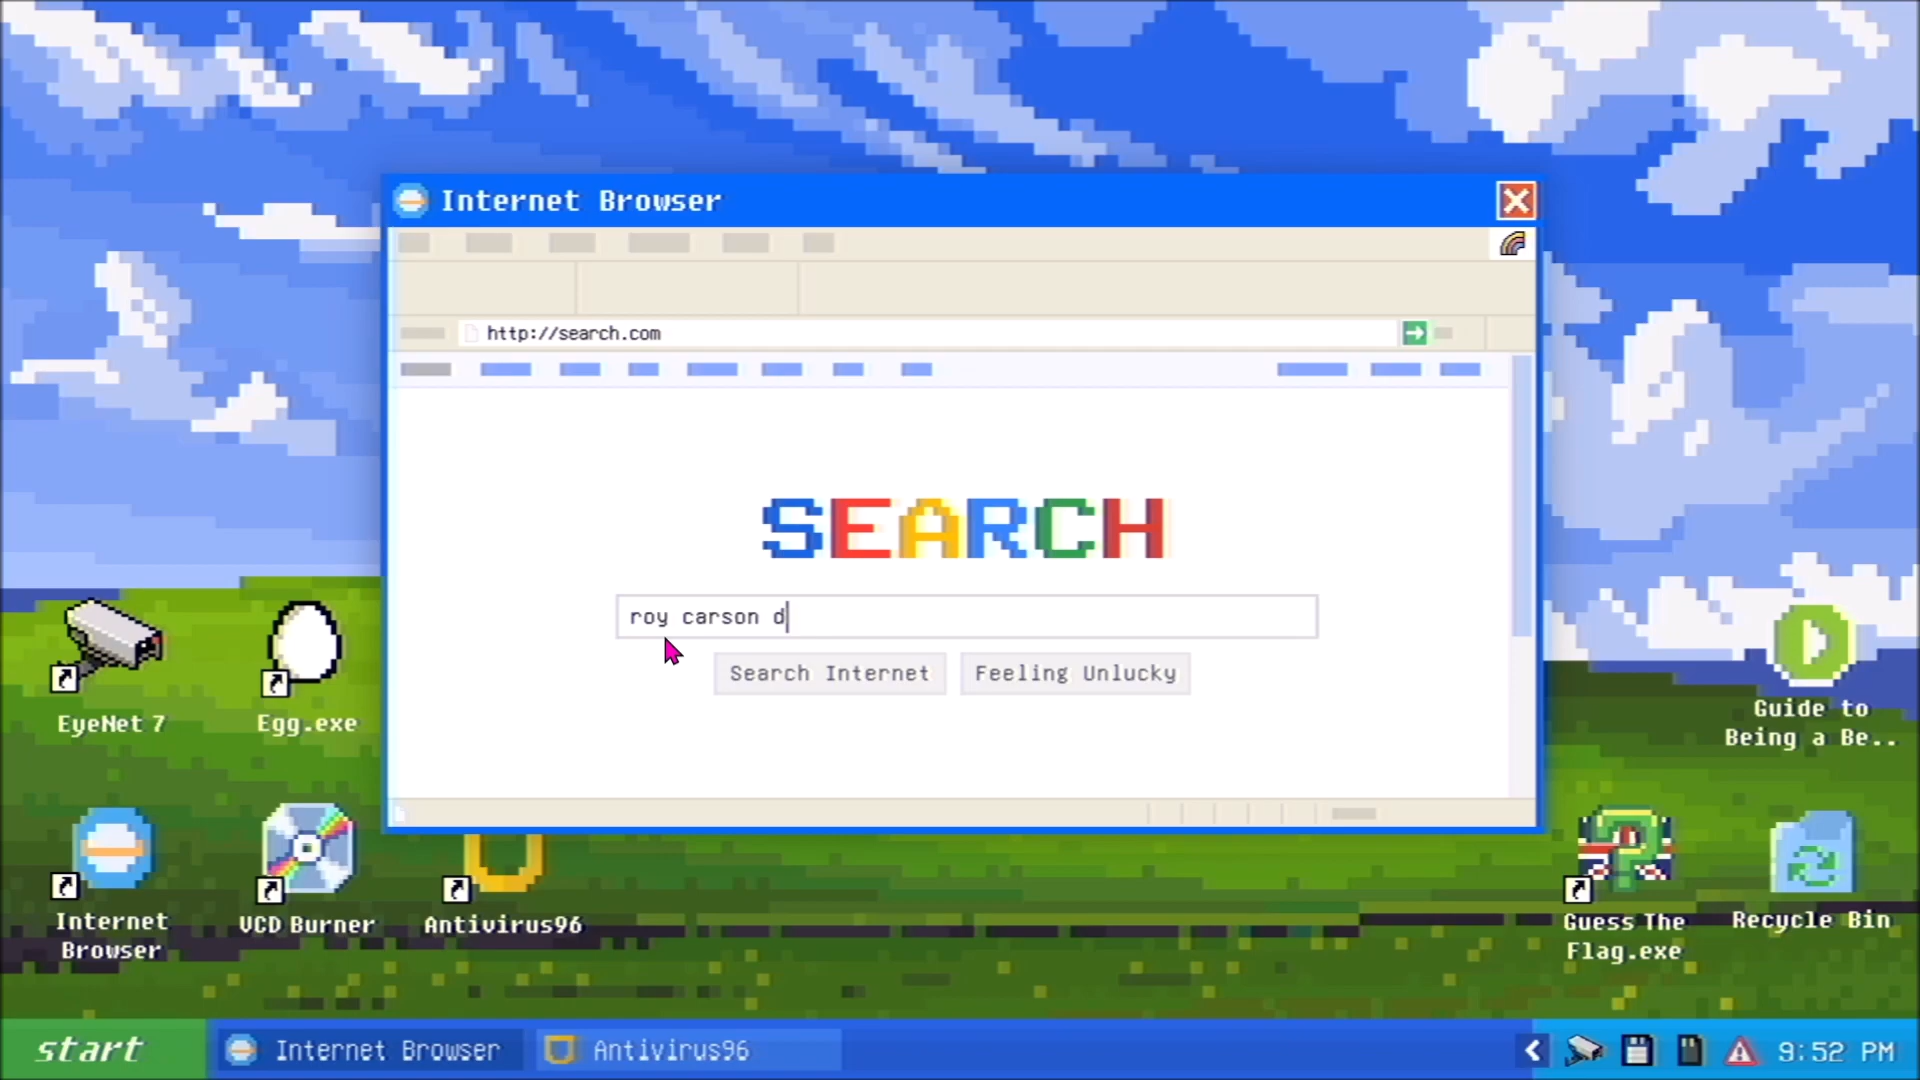 Internet Browser
http://search.com
SEARCH
roy carson d
Search Internet
Feeling Unlucky
EyeNet 7
Egg.exe
Guide to
Being a Be..
Internet
Browser
VCD Burner
Antivirus96
Guess The
Flag.exe
Recycle Bin
start
Internet Browser
Antivirus96
9:52 PM